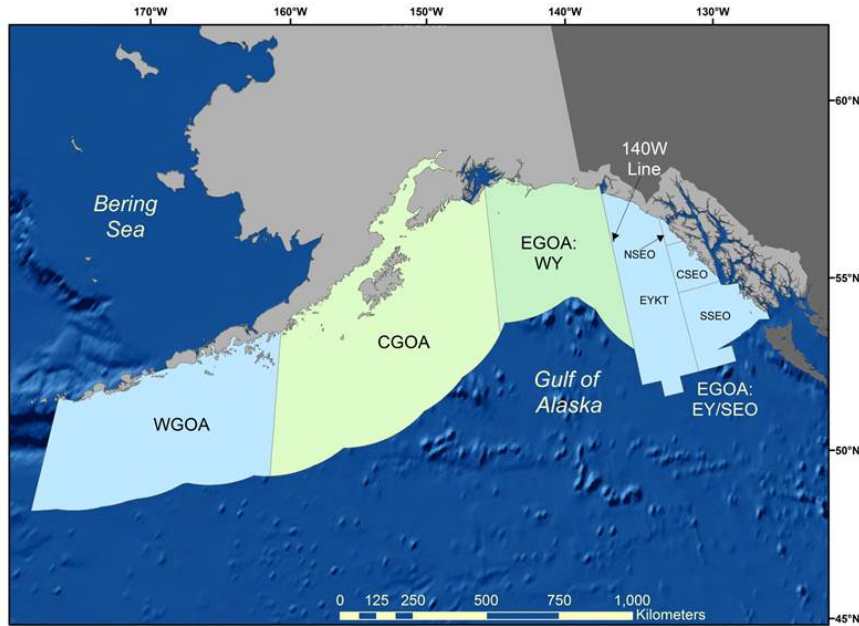 170°W 160°W 150°W 140°W 130°W
60°N
140W
Line
Bering
Sea
EGOA:
WY
NSEO
CSEO
55°N
EYKT
SSEO
CGOA
Gulf of
Alaska
EGOA:
EY/SEO
WGOA
50°N
0 125 250 500 750 1,000
Kilometers
45°N